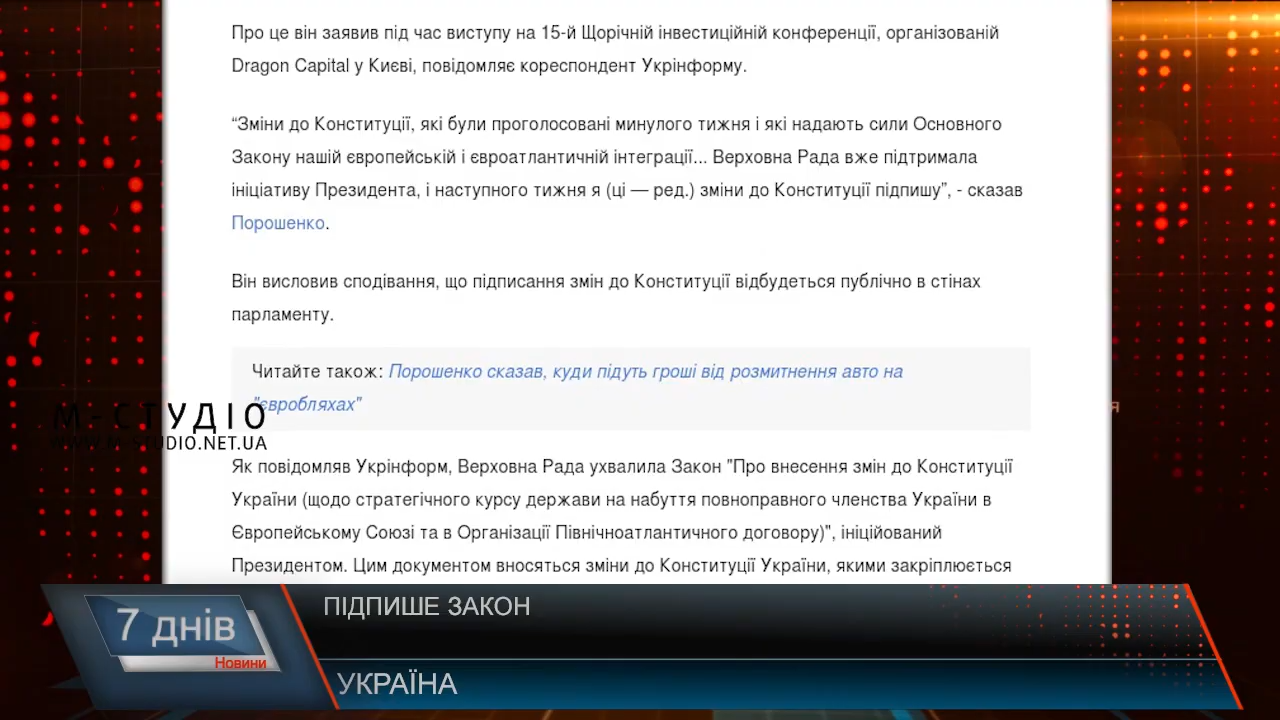 Про це він заявив під час виступу на 15-й Щорічній інвестиційній конференції, організованій
Dragon Capital у Києві, повідомляє кореспондент Укрінформу.
“Зміни до Конституції, які були проголосовані минулого тижня і які надають сили Основного
Закону нашій європейській і євроатлантичній інтеграції... Верховна Рада вже підтримала
ініціативу Президента, і наступного тижня я (ці — ред.) зміни до Конституції підпишу”, - сказав
Порошенко.
Він висловив сподівання, що підписання змін до Конституції відбудеться публічно в стінах
парламенту.
Читайте також: Порошенко сказав, куди підуть гроші від розмитнення авто на
"євробляхах"
М-СТУДІО
WWW.M-STUDIO.NET.UA
Як повідомляв Укрінформ, Верховна Рада ухвалила Закон "Про внесення змін до Конституції
України (щодо стратегічного курсу держави на набуття повноправного членства України в
Європейському Союзі та в Організації Північноатлантичного договору)", ініційований
Президентом. Цим документом вносяться зміни до Конституції України, якими закріплюється
7 днів
Новини
ПІДПИШЕ ЗАКОН
УКРАЇНА